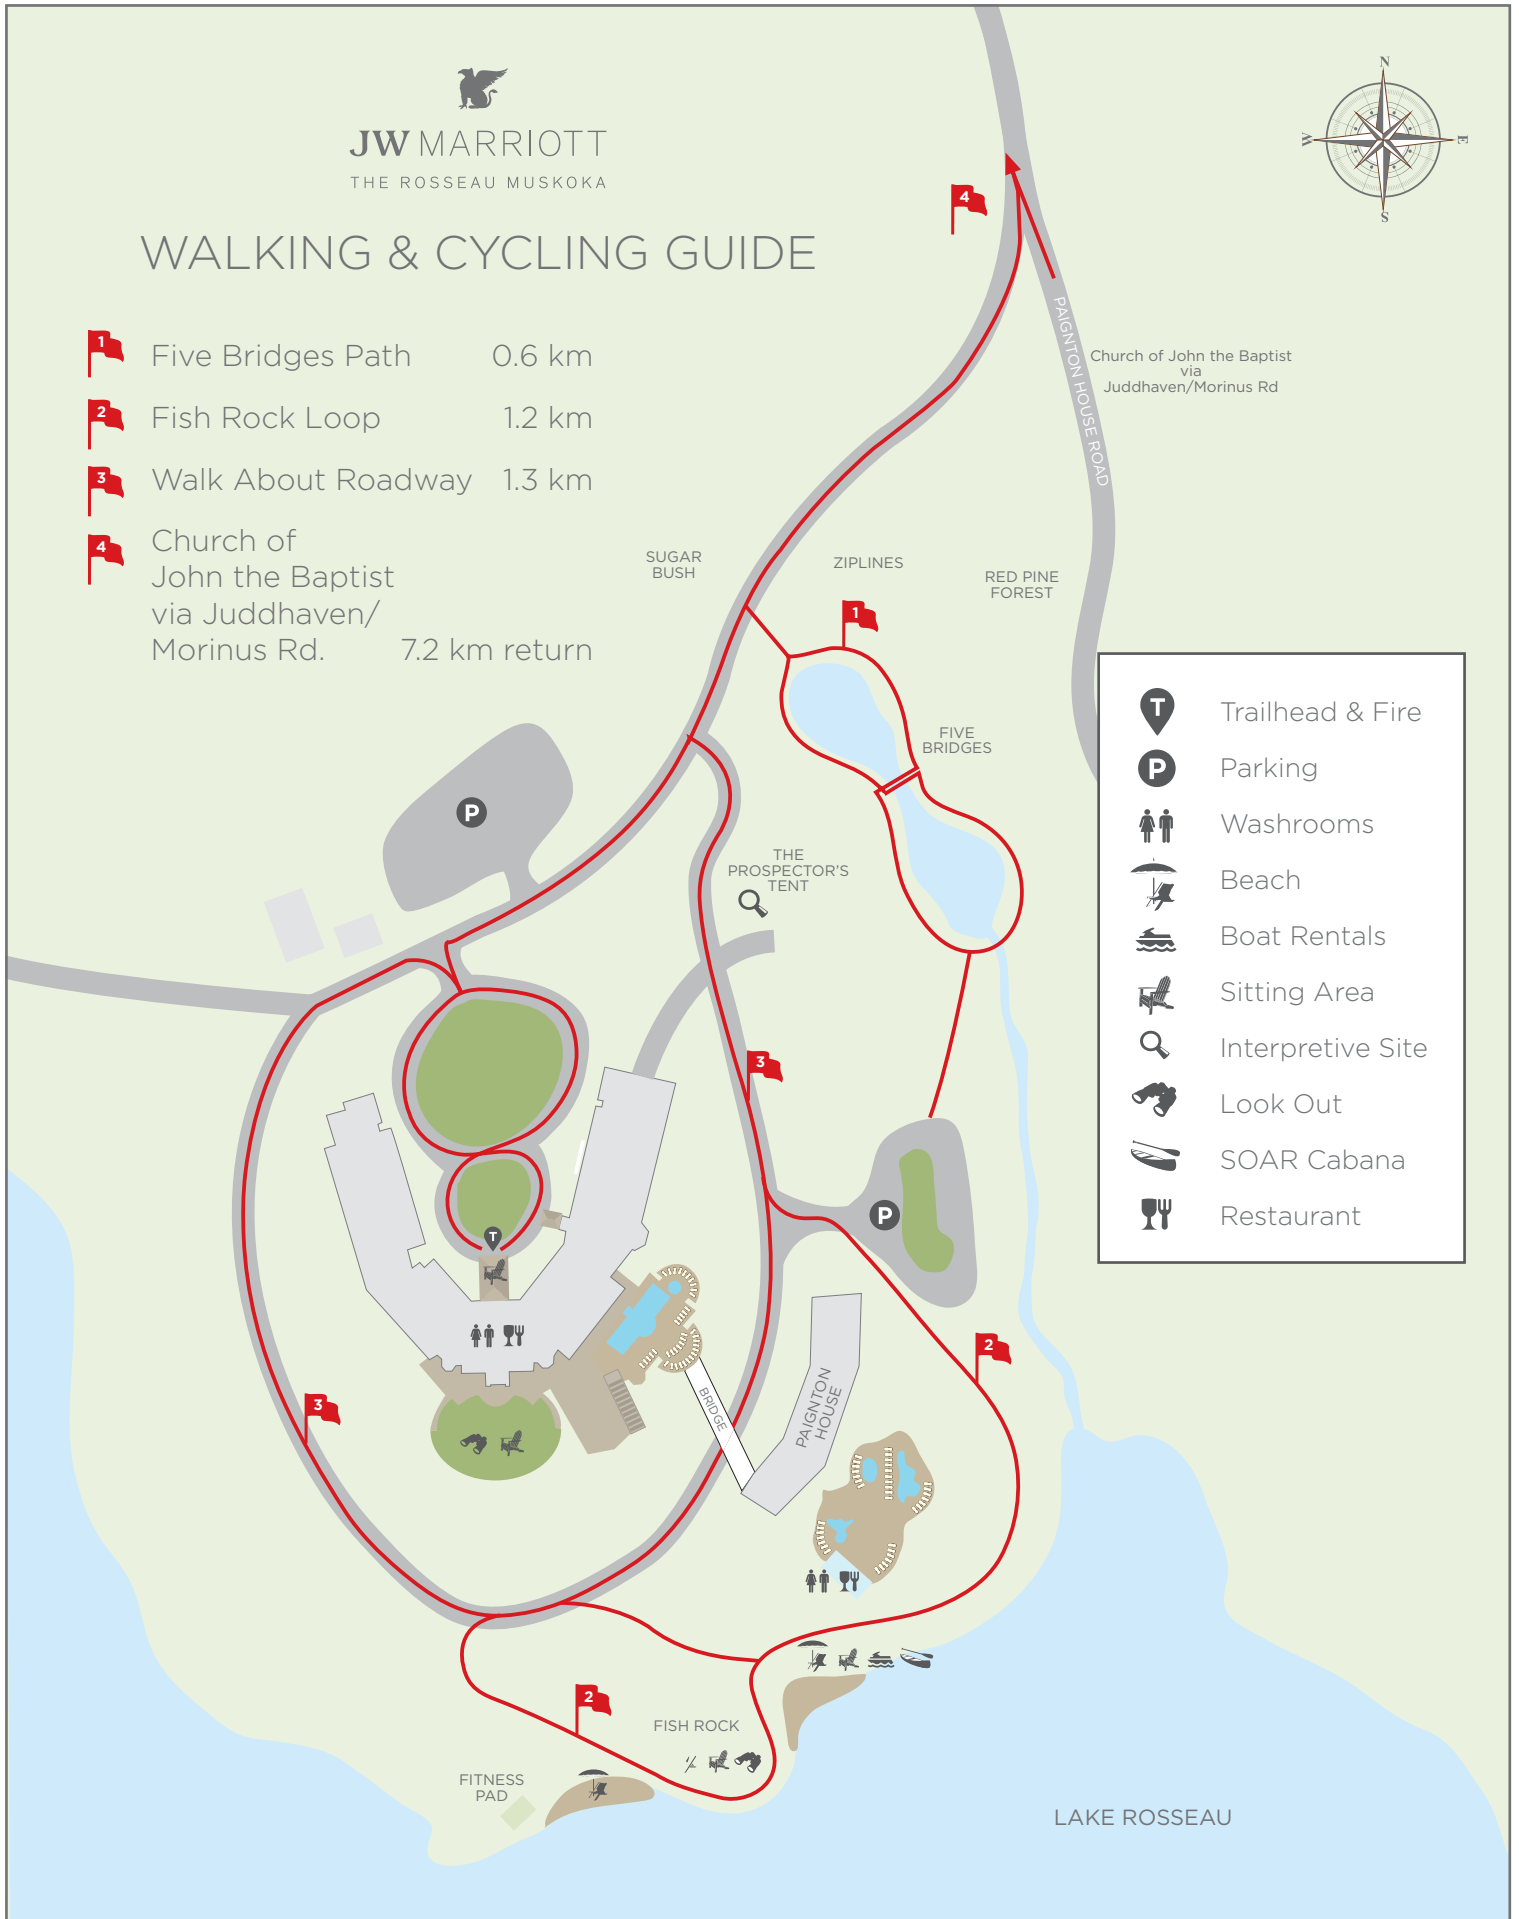 JW MARRIOTT
THE ROSSEAU MUSKOKA
WALKING & CYCLING GUIDE
1 Five Bridges Path 0.6 km
2 Fish Rock Loop 1.2 km
3 Walk About Roadway 1.3 km
4 Church of
John the Baptist
via Juddhaven/
Morinus Rd. 7.2 km return
N
W
E
S
4
PAIGNTON HOUSE ROAD
Church of John the Baptist
via
Juddhaven/Morinus Rd
SUGAR
BUSH
ZIPLINES
RED PINE
FOREST
1
FIVE
BRIDGES
P
THE
PROSPECTOR'S
TENT
T Trailhead & Fire
P Parking
Washrooms
Beach
Boat Rentals
Sitting Area
Interpretive Site
Look Out
SOAR Cabana
Restaurant
3
P
T
2
3
BRIDGE
PAIGNTON
HOUSE
2
FISH ROCK
FITNESS
PAD
LAKE ROSSEAU